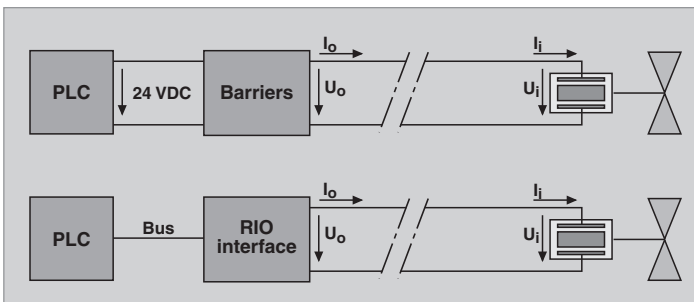 Io Ii
PLC 24 VDC Barriers Uo Ui
Io Ii
PLC Bus RIO Uo Ui
interface